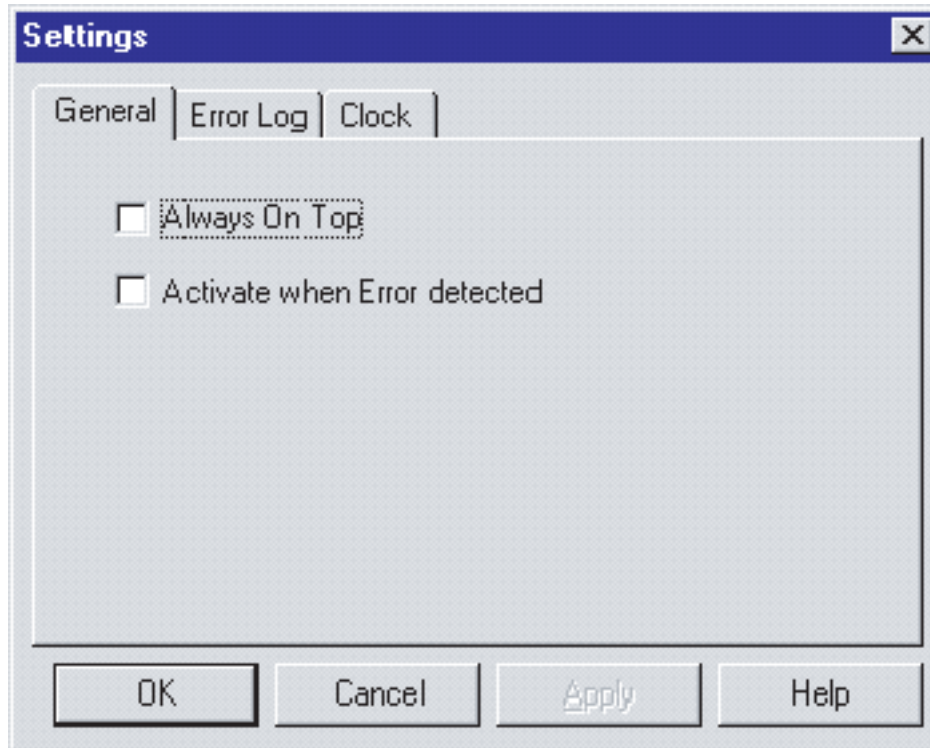 Settings
General Error Log Clock
Always On Top
Activate when Error detected
OK Cancel Apply Help